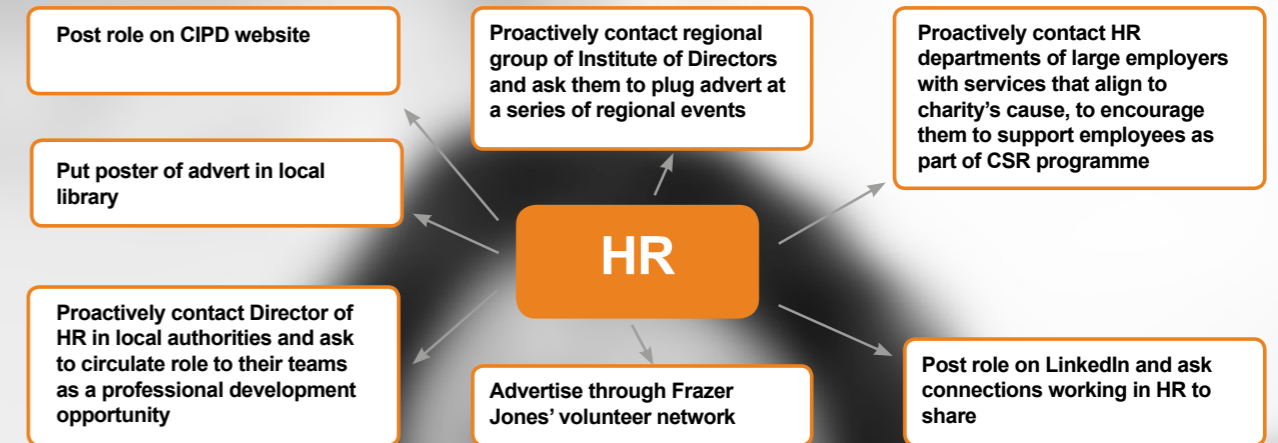 Post role on CIPD website
Proactively contact regional
group of Institute of Directors
and ask them to plug advert at
a series of regional events
Proactively contact HR
departments of large employers
with services that align to
charity’s cause, to encourage
them to support employees as
part of CSR programme
Put poster of advert in local
library
HR
Proactively contact Director of
HR in local authorities and ask
to circulate role to their teams
as a professional development
opportunity
Advertise through Frazer
Jones’ volunteer network
Post role on LinkedIn and ask
connections working in HR to
share